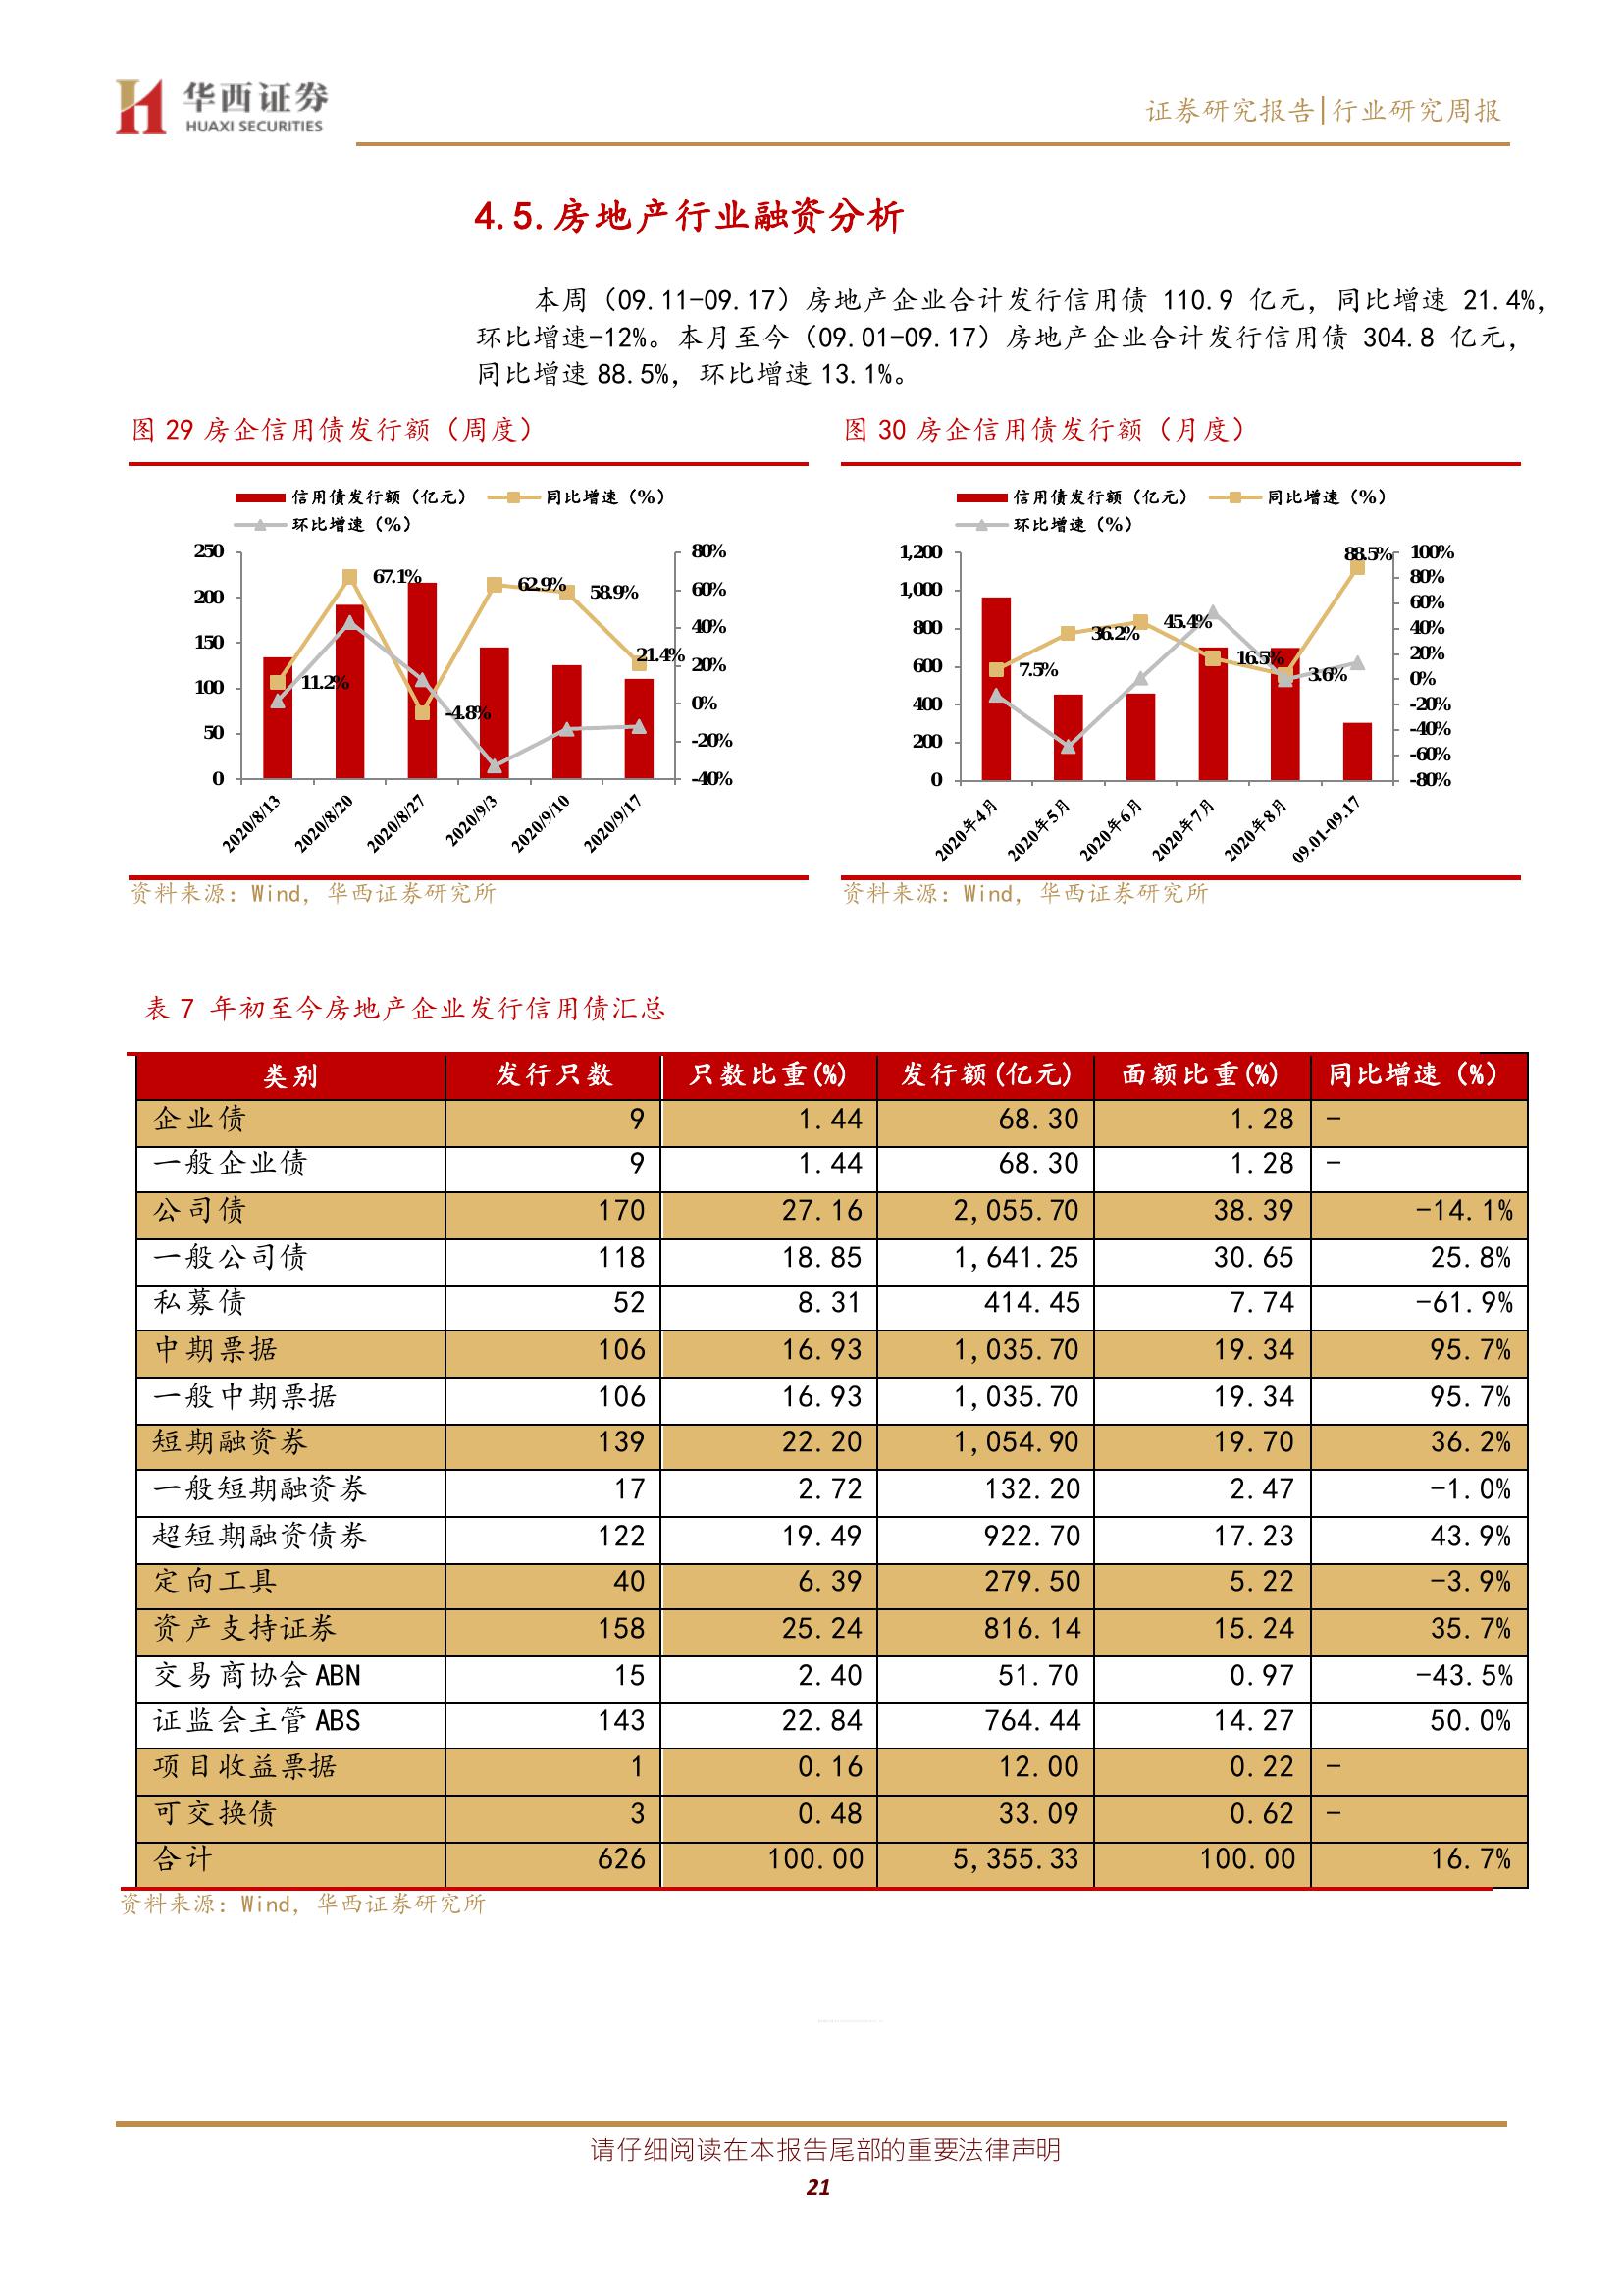 华西证券
HUAXI SECURITIES
证券研究报告|行业研究周报
4.5.房地产行业融资分析
本周（09.11-09.17）房地产企业合计发行信用债 110.9 亿元，同比增速 21.4%，
环比增速-12%。本月至今（09.01-09.17）房地产企业合计发行信用债 304.8 亿元，
同比增速 88.5%，环比增速 13.1%。
图 29 房企信用债发行额（周度）
信用债发行额（亿元） 同比增速（%）
环比增速（%）
250 80%
200 60%
150 40%
100 20%
50 0%
0 -20%
-40%
11.2% 67.1% -4.8% 62.9% 58.9% 21.4%
2020/8/13 2020/8/20 2020/8/27 2020/9/3 2020/9/10 2020/9/17
资料来源：Wind，华西证券研究所
图 30 房企信用债发行额（月度）
信用债发行额（亿元） 同比增速（%）
环比增速（%）
1,200 100%
1,000 80%
800 60%
600 40%
400 20%
200 0%
0 -20%
-40%
-60%
-80%
7.5% 36.2% 45.4% 16.5% 3.6% 88.5%
2020年4月 2020年5月 2020年6月 2020年7月 2020年8月 09.01-09.17
资料来源：Wind，华西证券研究所
表 7 年初至今房地产企业发行信用债汇总
类别 发行只数 只数比重(%) 发行额(亿元) 面额比重(%) 同比增速（%）
企业债 9 1.44 68.30 1.28 -
一般企业债 9 1.44 68.30 1.28 -
公司债 170 27.16 2,055.70 38.39 -14.1%
一般公司债 118 18.85 1,641.25 30.65 25.8%
私募债 52 8.31 414.45 7.74 -61.9%
中期票据 106 16.93 1,035.70 19.34 95.7%
一般中期票据 106 16.93 1,035.70 19.34 95.7%
短期融资券 139 22.20 1,054.90 19.70 36.2%
一般短期融资券 17 2.72 132.20 2.47 -1.0%
超短期融资债券 122 19.49 922.70 17.23 43.9%
定向工具 40 6.39 279.50 5.22 -3.9%
资产支持证券 158 25.24 816.14 15.24 35.7%
交易商协会 ABN 15 2.40 51.70 0.97 -43.5%
证监会主管 ABS 143 22.84 764.44 14.27 50.0%
项目收益票据 1 0.16 12.00 0.22 -
可交换债 3 0.48 33.09 0.62 -
合计 626 100.00 5,355.33 100.00 16.7%
资料来源：Wind，华西证券研究所
请仔细阅读在本报告尾部的重要法律声明
21